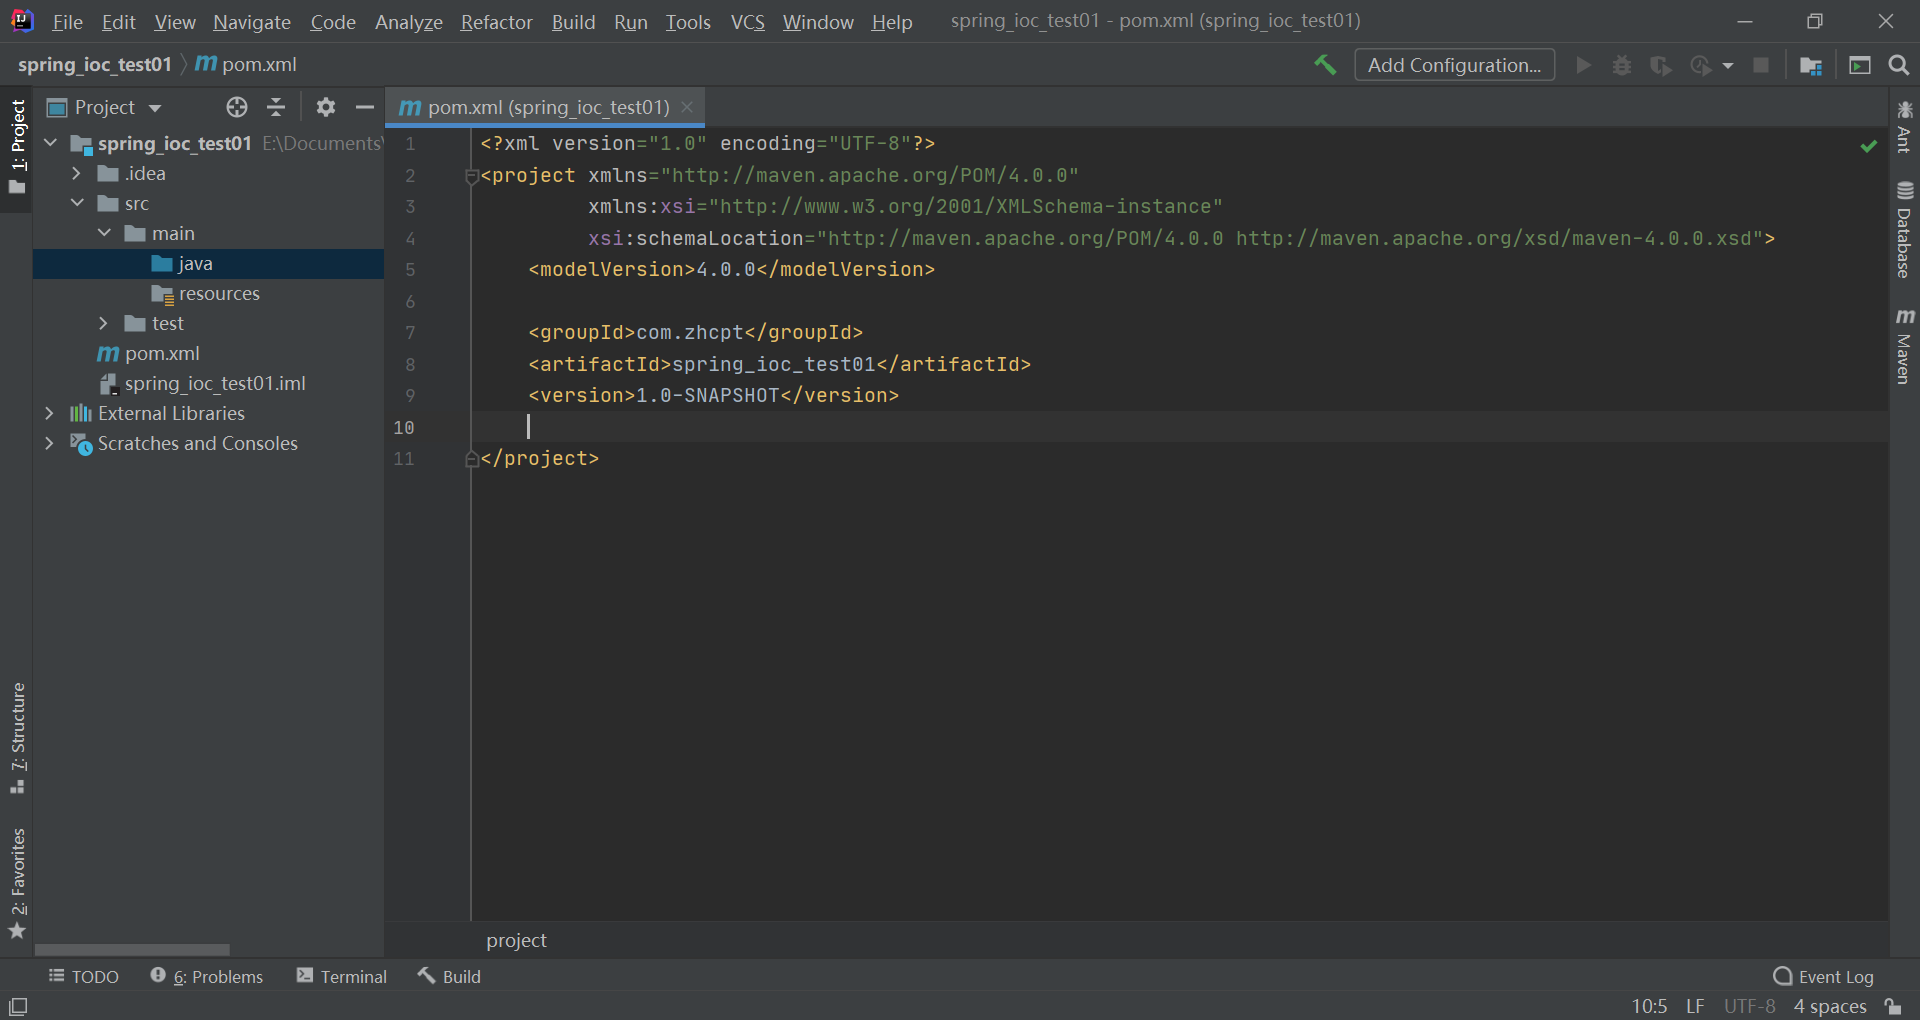 File Edit View Navigate Code Analyze Refactor Build Run Tools VCS Window Help spring_ioc_test01 - pom.xml (spring_ioc_test01)
spring_ioc_test01 m pom.xml Add Configuration...
1: Project
Project
m pom.xml (spring_ioc_test01)
spring_ioc_test01 E:\Documents\
.idea
src
main
java
resources
test
m pom.xml
spring_ioc_test01.iml
External Libraries
Scratches and Consoles
1 <?xml version="1.0" encoding="UTF-8"?>
2 <project xmlns="http://maven.apache.org/POM/4.0.0"
3 xmlns:xsi="http://www.w3.org/2001/XMLSchema-instance"
4 xsi:schemaLocation="http://maven.apache.org/POM/4.0.0 http://maven.apache.org/xsd/maven-4.0.0.xsd">
5 <modelVersion>4.0.0</modelVersion>
6
7 <groupId>com.zhcpt</groupId>
8 <artifactId>spring_ioc_test01</artifactId>
9 <version>1.0-SNAPSHOT</version>
10
11 </project>
Ant
Database
m Maven
7: Structure
2: Favorites
project
TODO 6: Problems Terminal Build Event Log
10:5 LF UTF-8 4 spaces